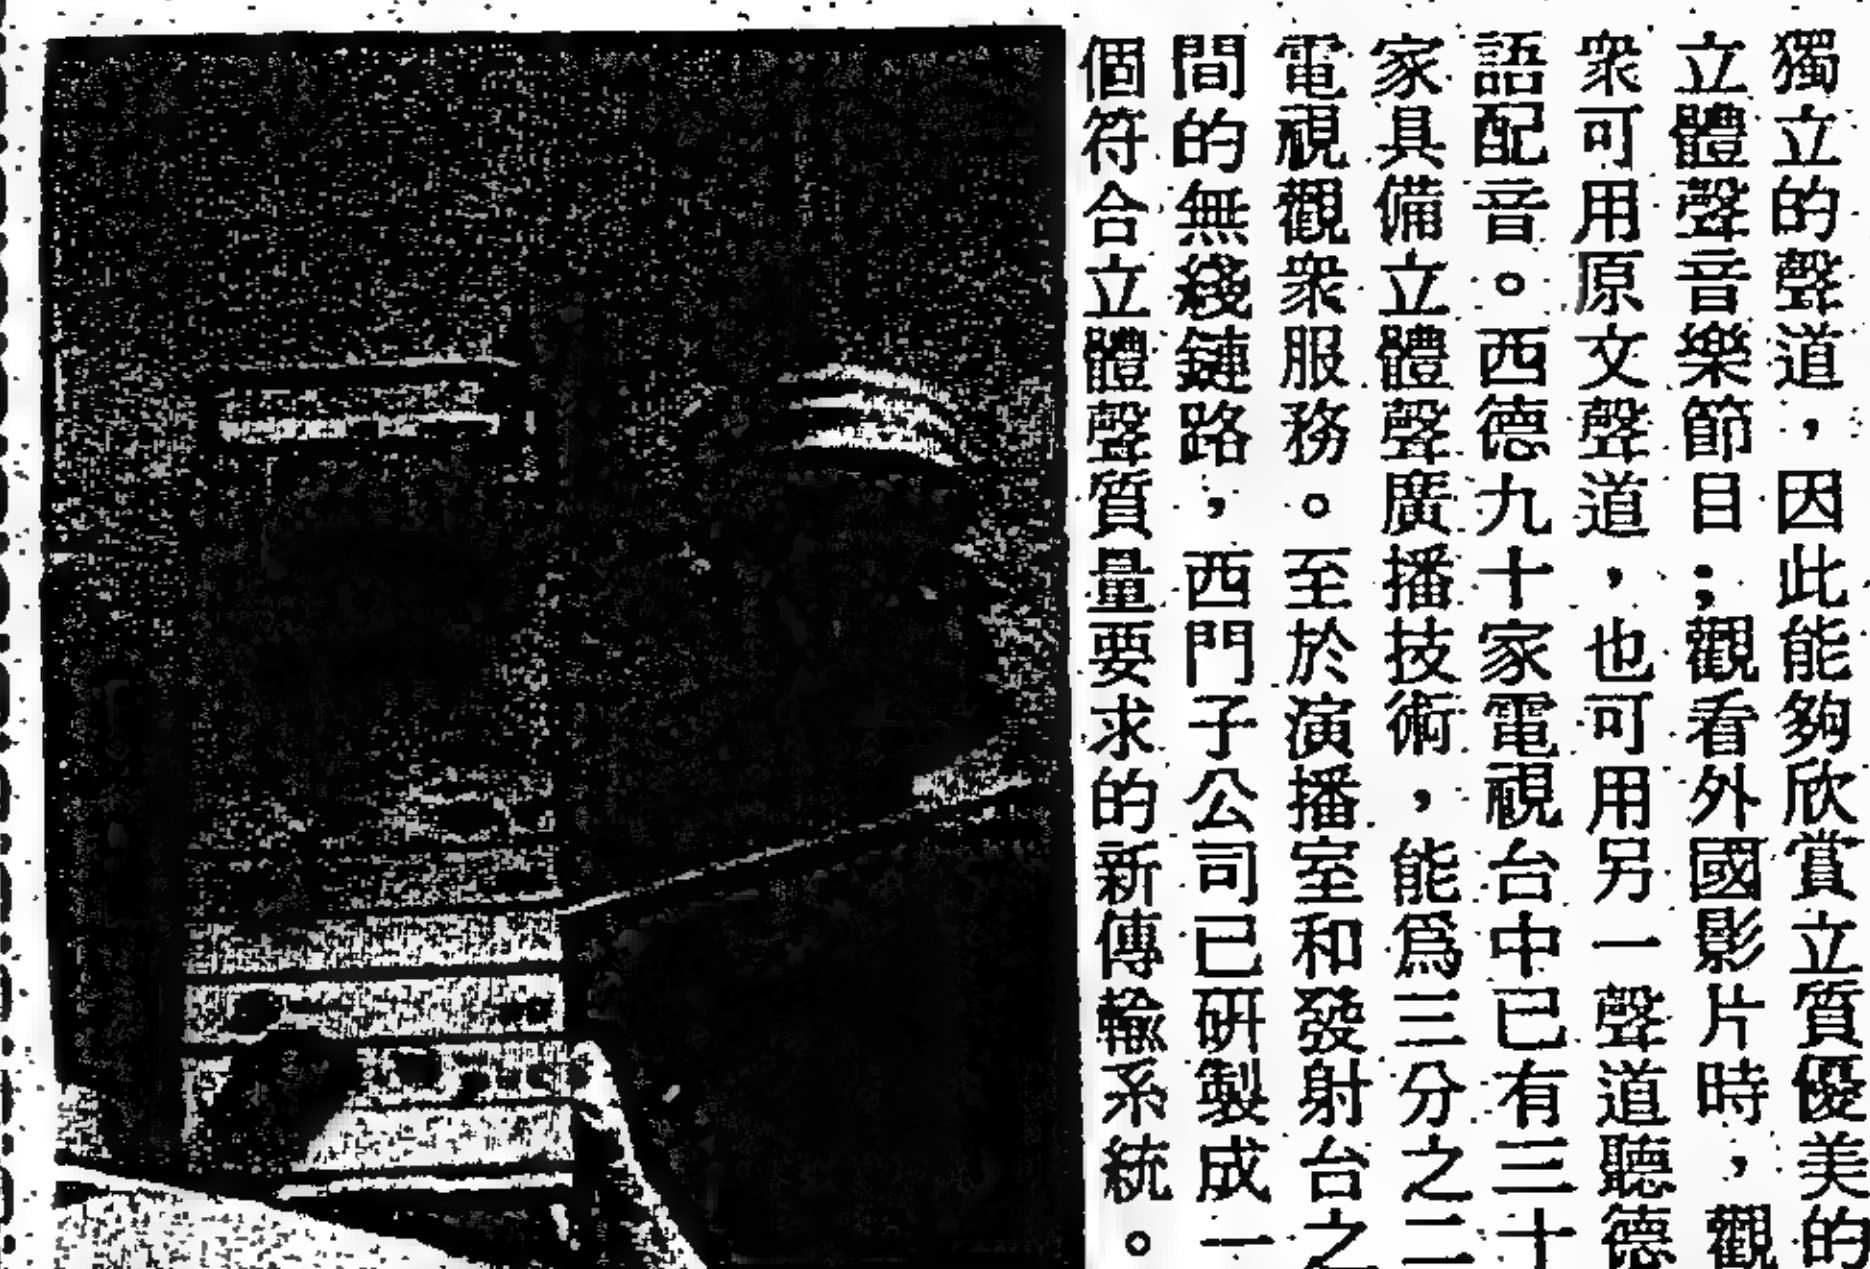 獨立的聲道，因此能夠欣賞立質優美的
立體聲音樂節目；觀看外國影片時，觀
衆可用原文聲道，也可用另一聲道聽德
語配音。西德九十家電視台中已有三十
家具備立體聲廣播技術，能爲三分之二
電視觀衆服務。至於演播室和發射台之
間的無綫鏈路，西門子公司已研製成一
個符合立體聲質量要求的新傳輸系統。